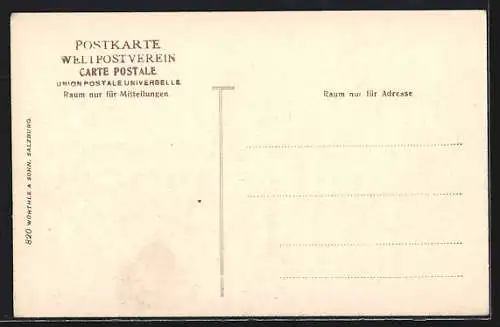 POSTKARTE
WELTPOSTVEREIN
CARTE POSTALE
UNION POSTALE UNIVERSELLE
Raum nur für Mitteilungen
Raum nur für Adresse
820 WÜRTHLE & SOHN, SALZBURG.